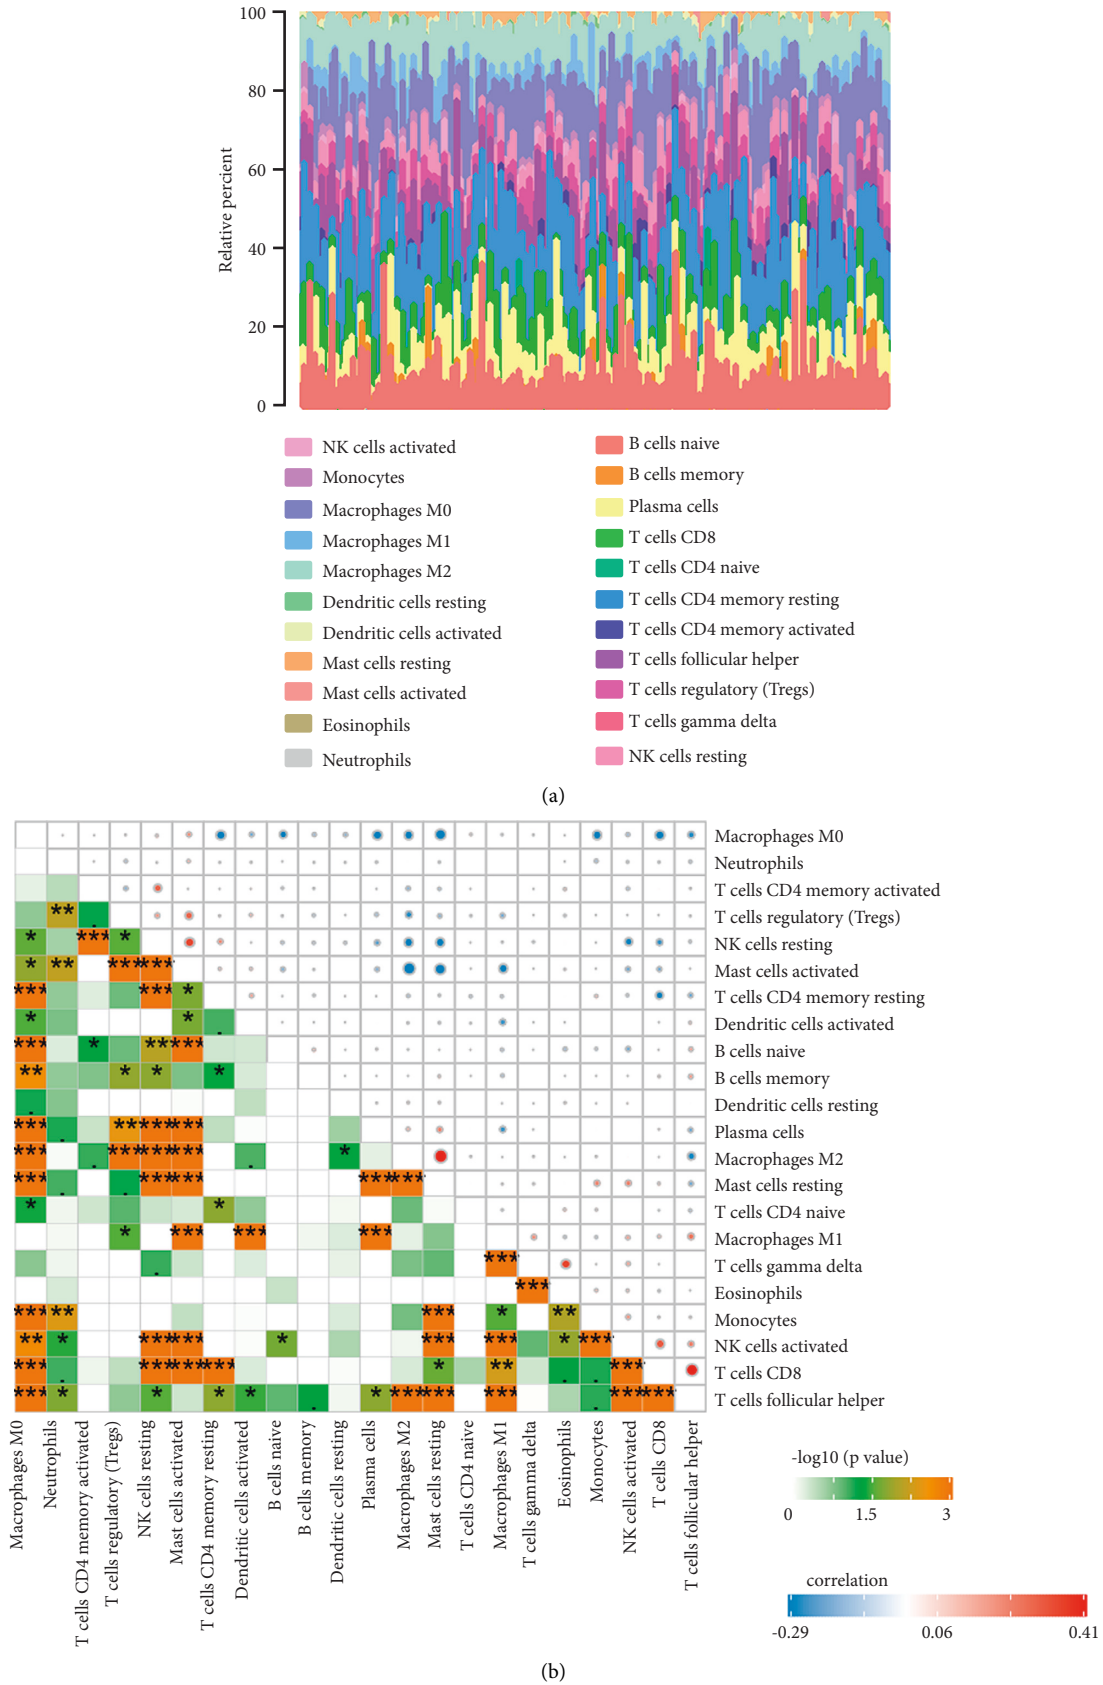 100
80
60
40
20
0
Relative percent
NK cells activated
Monocytes
Macrophages M0
Macrophages M1
Macrophages M2
Dendritic cells resting
Dendritic cells activated
Mast cells resting
Mast cells activated
Eosinophils
Neutrophils
B cells naive
B cells memory
Plasma cells
T cells CD8
T cells CD4 naive
T cells CD4 memory resting
T cells CD4 memory activated
T cells follicular helper
T cells regulatory (Tregs)
T cells gamma delta
NK cells resting
(a)
Macrophages M0
Neutrophils
T cells CD4 memory activated
** . T cells regulatory (Tregs)
* *** * NK cells resting
* ** *** *** Mast cells activated
*** *** * T cells CD4 memory resting
* * . Dendritic cells activated
*** * ** *** B cells naive
** * * * B cells memory
. Dendritic cells resting
*** . ** *** *** Plasma cells
*** . *** *** *** . * Macrophages M2
*** . . *** *** *** *** Mast cells resting
* * T cells CD4 naive
* *** *** *** Macrophages M1
. *** T cells gamma delta
*** Eosinophils
*** ** *** * ** Monocytes
** * *** *** * *** *** * *** NK cells activated
*** . *** *** *** * ** . . *** T cells CD8
*** * * * * . * *** *** *** . *** *** T cells follicular helper
Macrophages M0
Neutrophils
T cells CD4 memory activated
T cells regulatory (Tregs)
NK cells resting
Mast cells activated
T cells CD4 memory resting
Dendritic cells activated
B cells naive
B cells memory
Dendritic cells resting
Plasma cells
Macrophages M2
Mast cells resting
T cells CD4 naive
Macrophages M1
T cells gamma delta
Eosinophils
Monocytes
NK cells activated
T cells CD8
T cells follicular helper
-log10 (p value)
0 1.5 3
correlation
-0.29 0.06 0.41
(b)